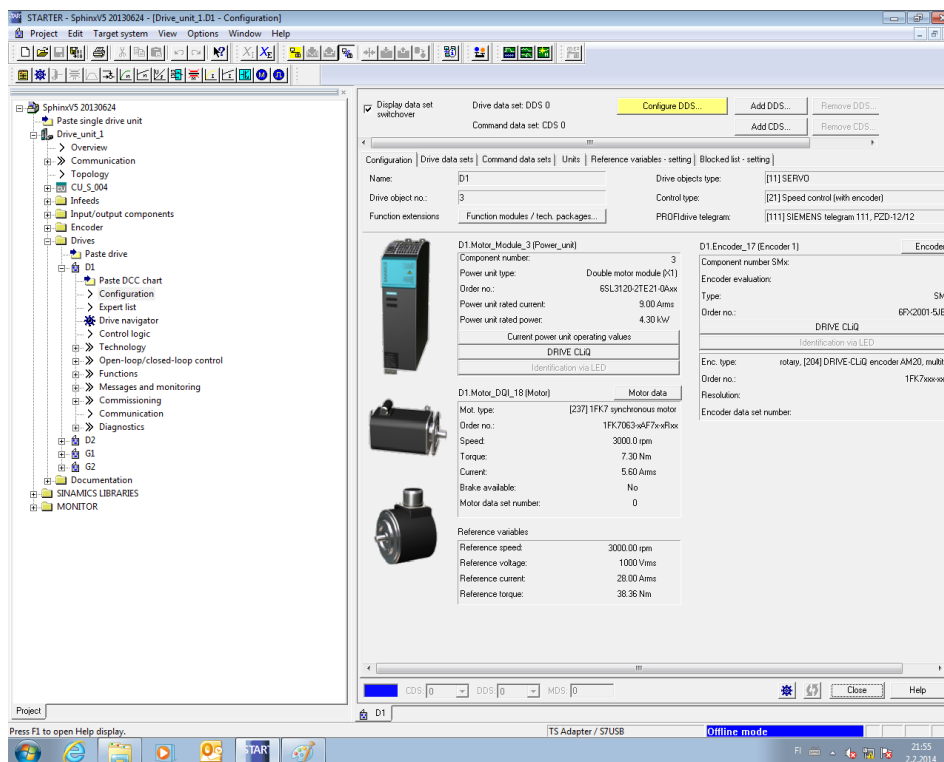 STARTER - SphinxV5 20130624 - [Drive_unit_1.D1 - Configuration]
Project Edit Target system View Options Window Help
SphinxV5 20130624
Paste single drive unit
Drive_unit_1
Overview
Communication
Topology
CU_S_004
Infeeds
Input/output components
Encoder
Drives
Paste drive
D1
Paste DCC chart
Configuration
Expert list
Drive navigator
Control logic
Technology
Open-loop/closed-loop control
Functions
Messages and monitoring
Commissioning
Communication
Diagnostics
D2
G1
G2
Documentation
SINAMICS LIBRARIES
MONITOR
Project
Display data set switchover
Drive data set: DDS 0 Configure DDS... Add DDS... Remove DDS...
Command data set: CDS 0 Add CDS... Remove CDS...
Configuration Drive data sets Command data sets Units Reference variables - setting Blocked list - setting
Name: D1 Drive objects type: [11] SERVO
Drive object no.: 3 Control type: [21] Speed control (with encoder)
Function extensions Function modules / tech. packages... PROFIdrive telegram: [111] SIEMENS telegram 111, PZD-12/12
D1.Motor_Module_3 (Power_unit)
Component number: 3
Power unit type: Double motor module (X1)
Order no.: 6SL3120-2TE21-0Axx
Power unit rated current: 9.00 Arms
Power unit rated power: 4.30 kW
Current power unit operating values
DRIVE CLiQ
Identification via LED
D1.Encoder_17 (Encoder 1) Encoder
Component number SMx:
Encoder evaluation:
Type: SM
Order no.: 6FX2001-5JE
DRIVE CLiQ
Identification via LED
Enc. type: rotary, [204] DRIVE-CLiQ encoder AM20, multit
Order no.: 1FK7xxx-xx
Resolution:
Encoder data set number:
D1.Motor_DQI_18 (Motor) Motor data
Mot. type: [237] 1FK7 synchronous motor
Order no.: 1FK7063-xAF7x-xRxx
Speed: 3000.0 rpm
Torque: 7.30 Nm
Current: 5.60 Arms
Brake available: No
Motor data set number: 0
Reference variables
Reference speed: 3000.00 rpm
Reference voltage: 1000 Vrms
Reference current: 28.00 Arms
Reference torque: 38.36 Nm
CDS: 0 DDS: 0 MDS: 0 Close Help
D1
Press F1 to open Help display. TS Adapter / S7USB Offline mode
START
FI 21:55
2.2.2014